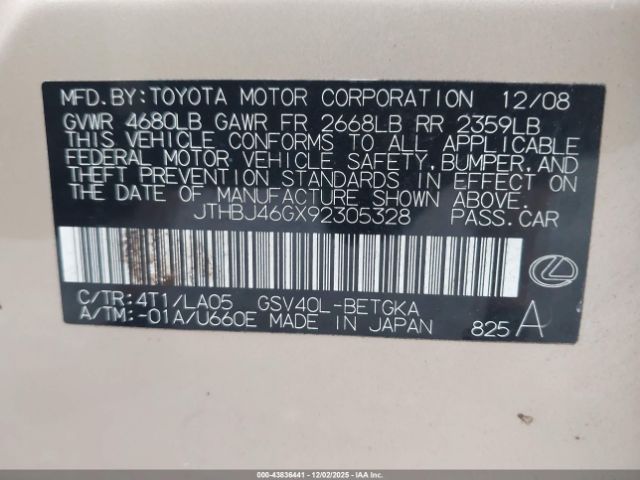 MFD.BY:TOYOTA MOTOR CORPORATION 12/08
GVWR 4680LB GAWR FR 2668LB RR 2359LB
THIS VEHICLE CONFORMS TO ALL APPLICABLE
FEDERAL MOTOR VEHICLE SAFETY, BUMPER, AND
THEFT PREVENTION STANDARDS IN EFFECT ON
THE DATE OF MANUFACTURE SHOWN ABOVE.
JTHBJ46GX92305328 PASS.CAR
C/TR:4T1/LA05 GSV40L-BETGKA
A/TM:-01A/U660E MADE IN JAPAN 825 A
000-43836441 - 12/02/2025 - COPART.CA